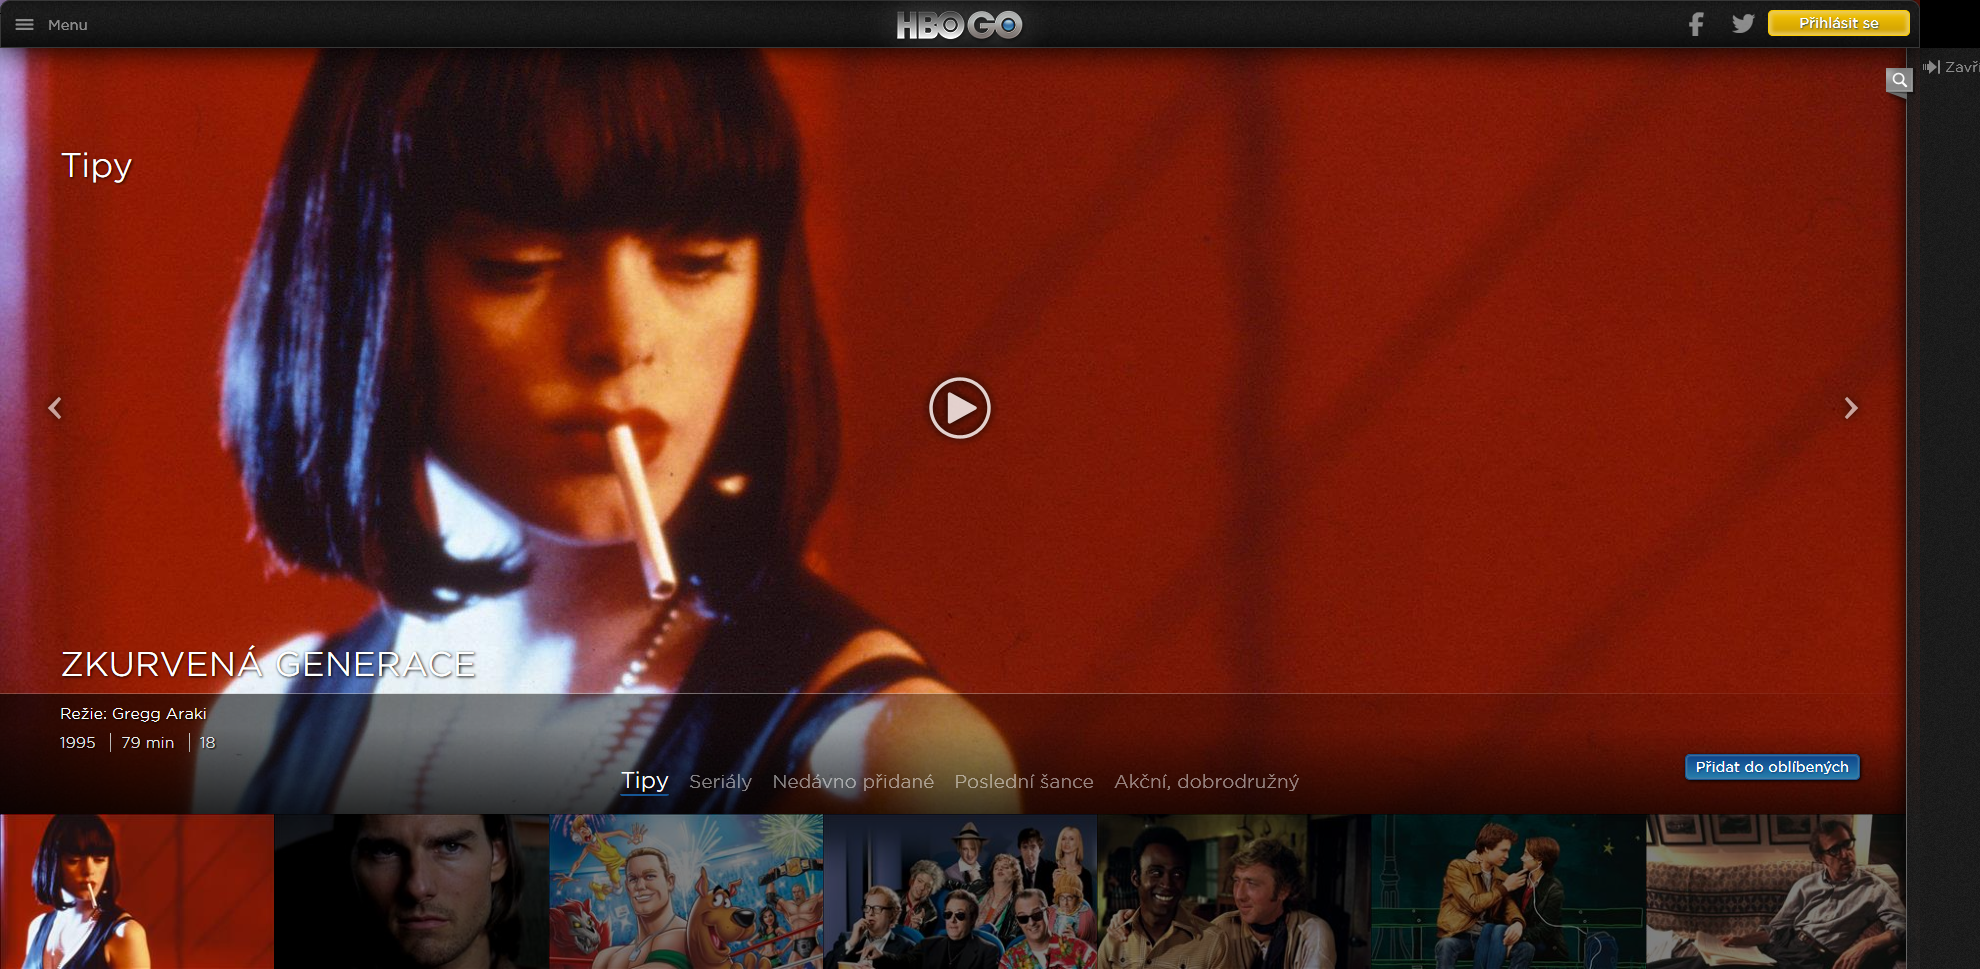 Menu
HBO GO
Přihlásit se
Zavří
Tipy
ZKURVENÁ GENERACE
Režie: Gregg Araki
1995 | 79 min | 18
Přidat do oblíbených
Tipy Seriály Nedávno přidané Poslední šance Akční, dobrodružný